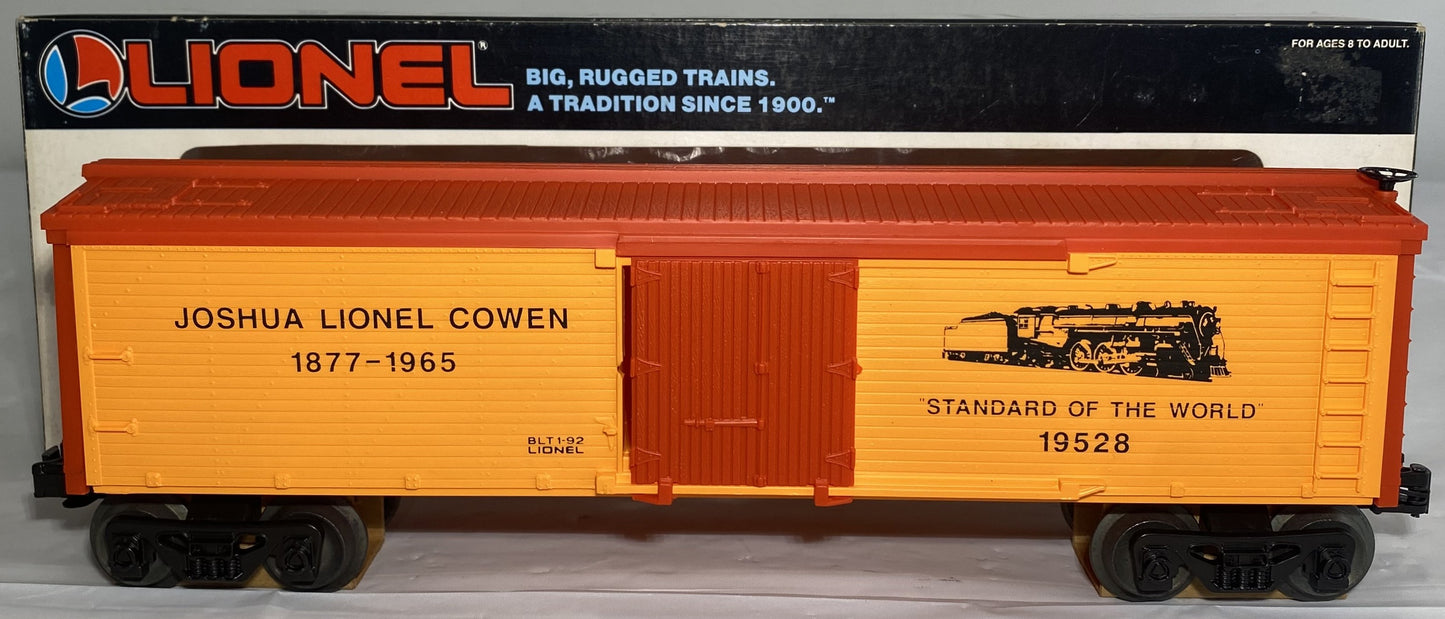 LIONEL®
BIG, RUGGED TRAINS.
A TRADITION SINCE 1900.™
FOR AGES 8 TO ADULT.
JOSHUA LIONEL COWEN
1877-1965
BLT 1-92
LIONEL
"STANDARD OF THE WORLD"
19528